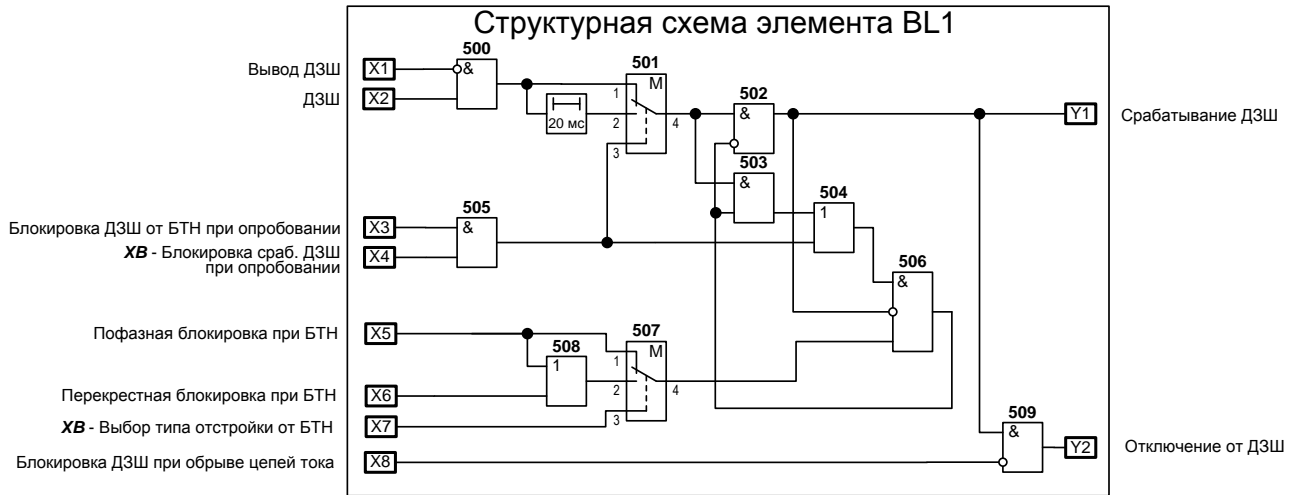 Структурная схема элемента BL1
500
Вывод ДЗШ
X1
&
501
М
ДЗШ
X2
1
20 мс
2
4
3
502
&
Y1
Срабатывание ДЗШ
503
&
504
1
Блокировка ДЗШ от БТН при опробовании
X3
505
&
ХВ - Блокировка сраб. ДЗШ
при опробовании
X4
506
&
Пофазная блокировка при БТН
X5
507
М
508
1
1
2
4
3
Перекрестная блокировка при БТН
X6
ХВ - Выбор типа отстройки от БТН
X7
509
&
Блокировка ДЗШ при обрыве цепей тока
X8
Y2
Отключение от ДЗШ